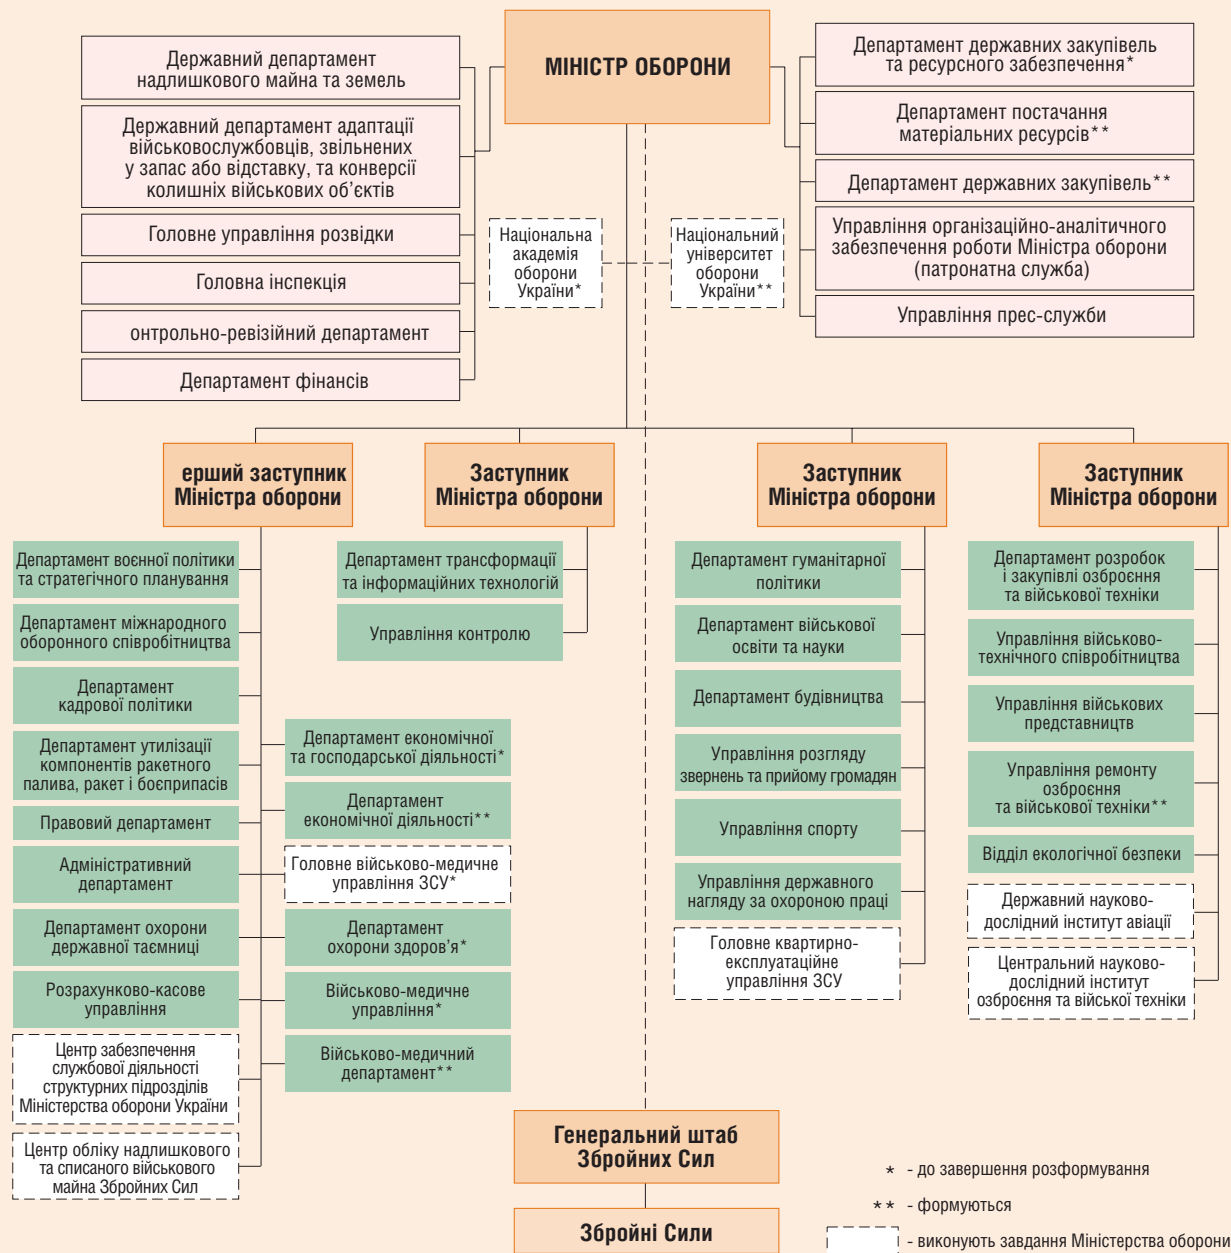 МІНІСТР ОБОРОНИ
Державний департамент
надлишкового майна та земель
Державний департамент адаптації
військовослужбовців, звільнених
у запас або відставку, та конверсії
колишніх військових об’єктів
Головне управління розвідки
Головна інспекція
онтрольно-ревізійний департамент
Департамент фінансів
Департамент державних закупівель
та ресурсного забезпечення*
Департамент постачання
матеріальних ресурсів**
Департамент державних закупівель**
Управління організаційно-аналітичного
забезпечення роботи Міністра оборони
(патронатна служба)
Управління прес-служби
Національна
академія
оборони
України*
Національний
університет
оборони
України**
ерший заступник
Міністра оборони
Департамент воєнної політики
та стратегічного планування
Департамент міжнародного
оборонного співробітництва
Департамент
кадрової політики
Департамент утилізації
компонентів ракетного
палива, ракет і боєприпасів
Правовий департамент
Адміністративний
департамент
Департамент охорони
державної таємниці
Розрахунково-касове
управління
Центр забезпечення
службової діяльності
структурних підрозділів
Міністерства оборони України
Центр обліку надлишкового
та списаного військового
майна Збройних Сил
Департамент економічної
та господарської діяльності*
Департамент
економічної діяльності**
Головне військово-медичне
управління ЗСУ*
Департамент
охорони здоров’я*
Військово-медичне
управління*
Військово-медичний
департамент**
Заступник
Міністра оборони
Департамент трансформації
та інформаційних технологій
Управління контролю
Заступник
Міністра оборони
Департамент гуманітарної
політики
Департамент військової
освіти та науки
Департамент будівництва
Управління розгляду
звернень та прийому громадян
Управління спорту
Управління державного
нагляду за охороною праці
Головне квартирно-
експлуатаційне
управління ЗСУ
Заступник
Міністра оборони
Департамент розробок
і закупівлі озброєння
та військової техніки
Управління військово-
технічного співробітництва
Управління військових
представництв
Управління ремонту
озброєння
та військової техніки**
Відділ екологічної безпеки
Державний науково-
дослідний інститут авіації
Центральний науково-
дослідний інститут
озброєння та війської техніки
Генеральний штаб
Збройних Сил
Збройні Сили
* - до завершення розформування
** - формуються
- виконують завдання Міністерства оборони